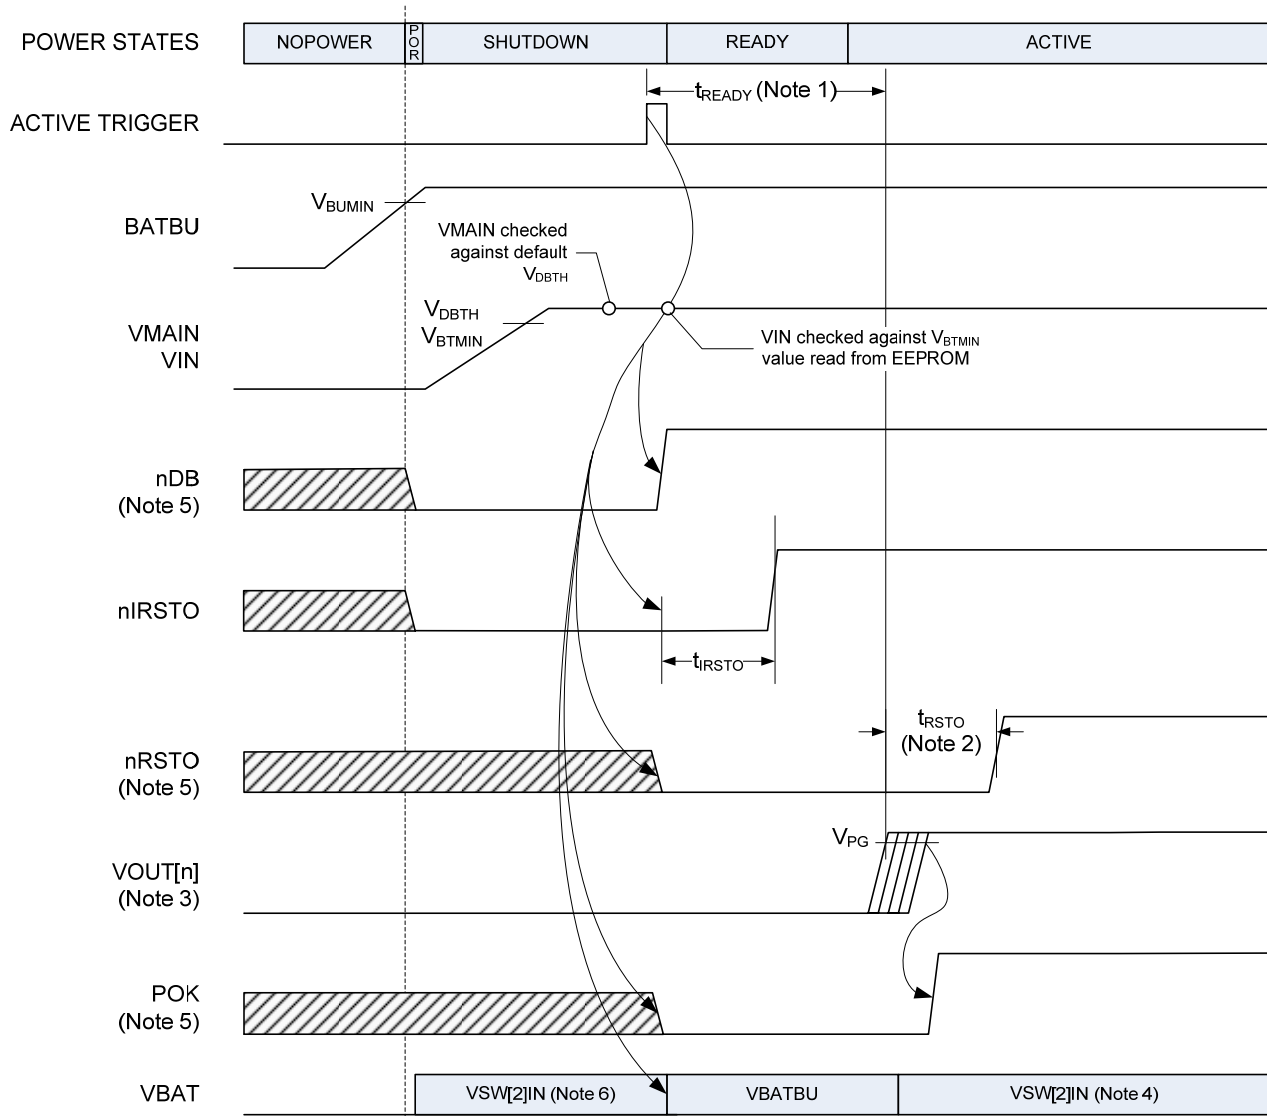 POWER STATES
NOPOWER
POR
SHUTDOWN
READY
ACTIVE
tREADY (Note 1)
ACTIVE TRIGGER
BATBU
VBUMIN
VMAIN checked
against default
VDBTH
VMAIN
VIN
VDBTH
VBTMIN
VIN checked against VBTMIN
value read from EEPROM
nDB
(Note 5)
nIRSTO
tIRSTO
nRSTO
(Note 5)
tRSTO
(Note 2)
VOUT[n]
(Note 3)
VPG
POK
(Note 5)
VBAT
VSW[2]IN (Note 6)
VBATBU
VSW[2]IN (Note 4)